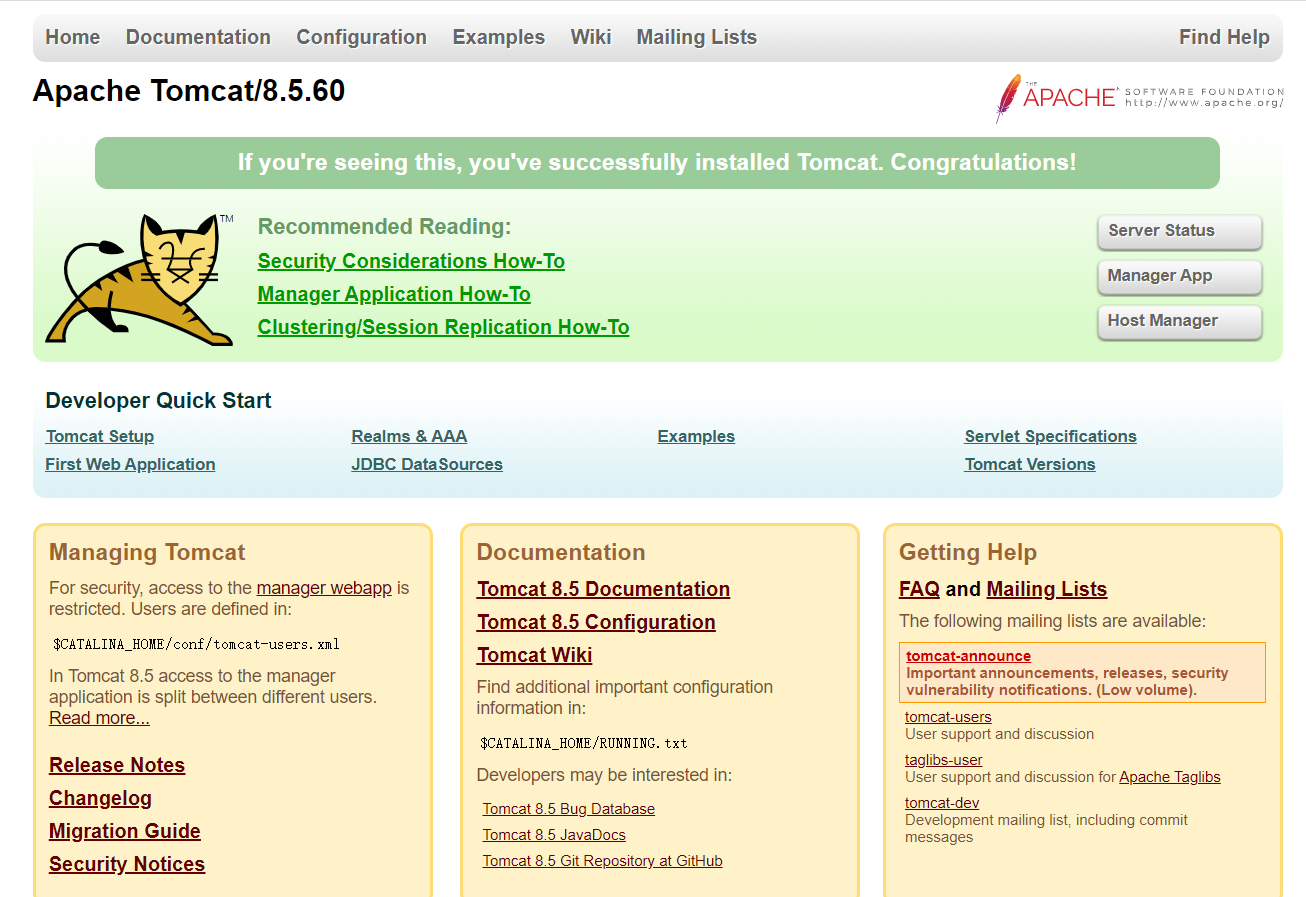 Home Documentation Configuration Examples Wiki Mailing Lists Find Help
Apache Tomcat/8.5.60
THE APACHE SOFTWARE FOUNDATION
http://www.apache.org/
If you're seeing this, you've successfully installed Tomcat. Congratulations!
TM
Recommended Reading:
Security Considerations How-To
Manager Application How-To
Clustering/Session Replication How-To
Server Status
Manager App
Host Manager
Developer Quick Start
Tomcat Setup
First Web Application
Realms & AAA
JDBC DataSources
Examples
Servlet Specifications
Tomcat Versions
Managing Tomcat
For security, access to the manager webapp is
restricted. Users are defined in:
$CATALINA_HOME/conf/tomcat-users.xml
In Tomcat 8.5 access to the manager
application is split between different users.
Read more...
Release Notes
Changelog
Migration Guide
Security Notices
Documentation
Tomcat 8.5 Documentation
Tomcat 8.5 Configuration
Tomcat Wiki
Find additional important configuration
information in:
$CATALINA_HOME/RUNNING.txt
Developers may be interested in:
Tomcat 8.5 Bug Database
Tomcat 8.5 JavaDocs
Tomcat 8.5 Git Repository at GitHub
Getting Help
FAQ and Mailing Lists
The following mailing lists are available:
tomcat-announce
Important announcements, releases, security
vulnerability notifications. (Low volume).
tomcat-users
User support and discussion
taglibs-user
User support and discussion for Apache Taglibs
tomcat-dev
Development mailing list, including commit
messages